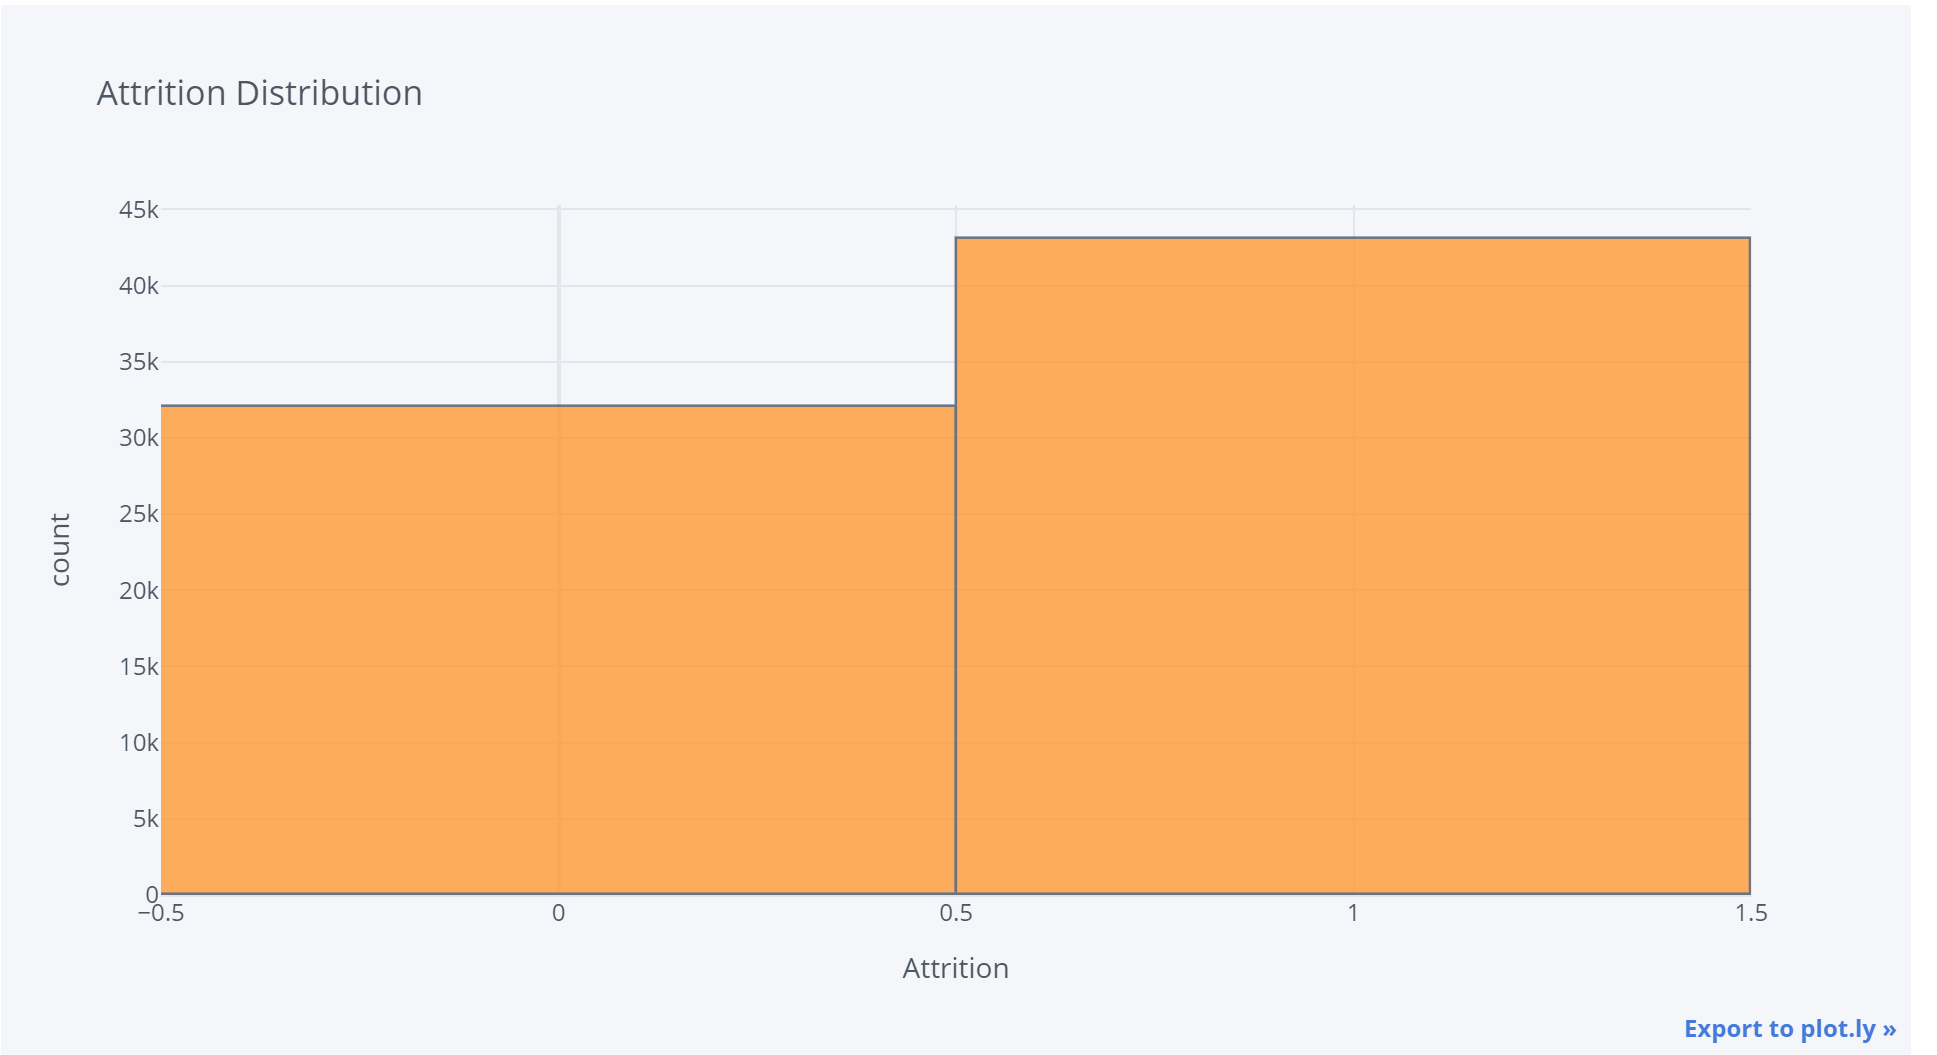 Attrition Distribution
45k
40k
35k
30k
25k
20k
15k
10k
5k
0
count
−0.5 0 0.5 1 1.5
Attrition
Export to plot.ly »